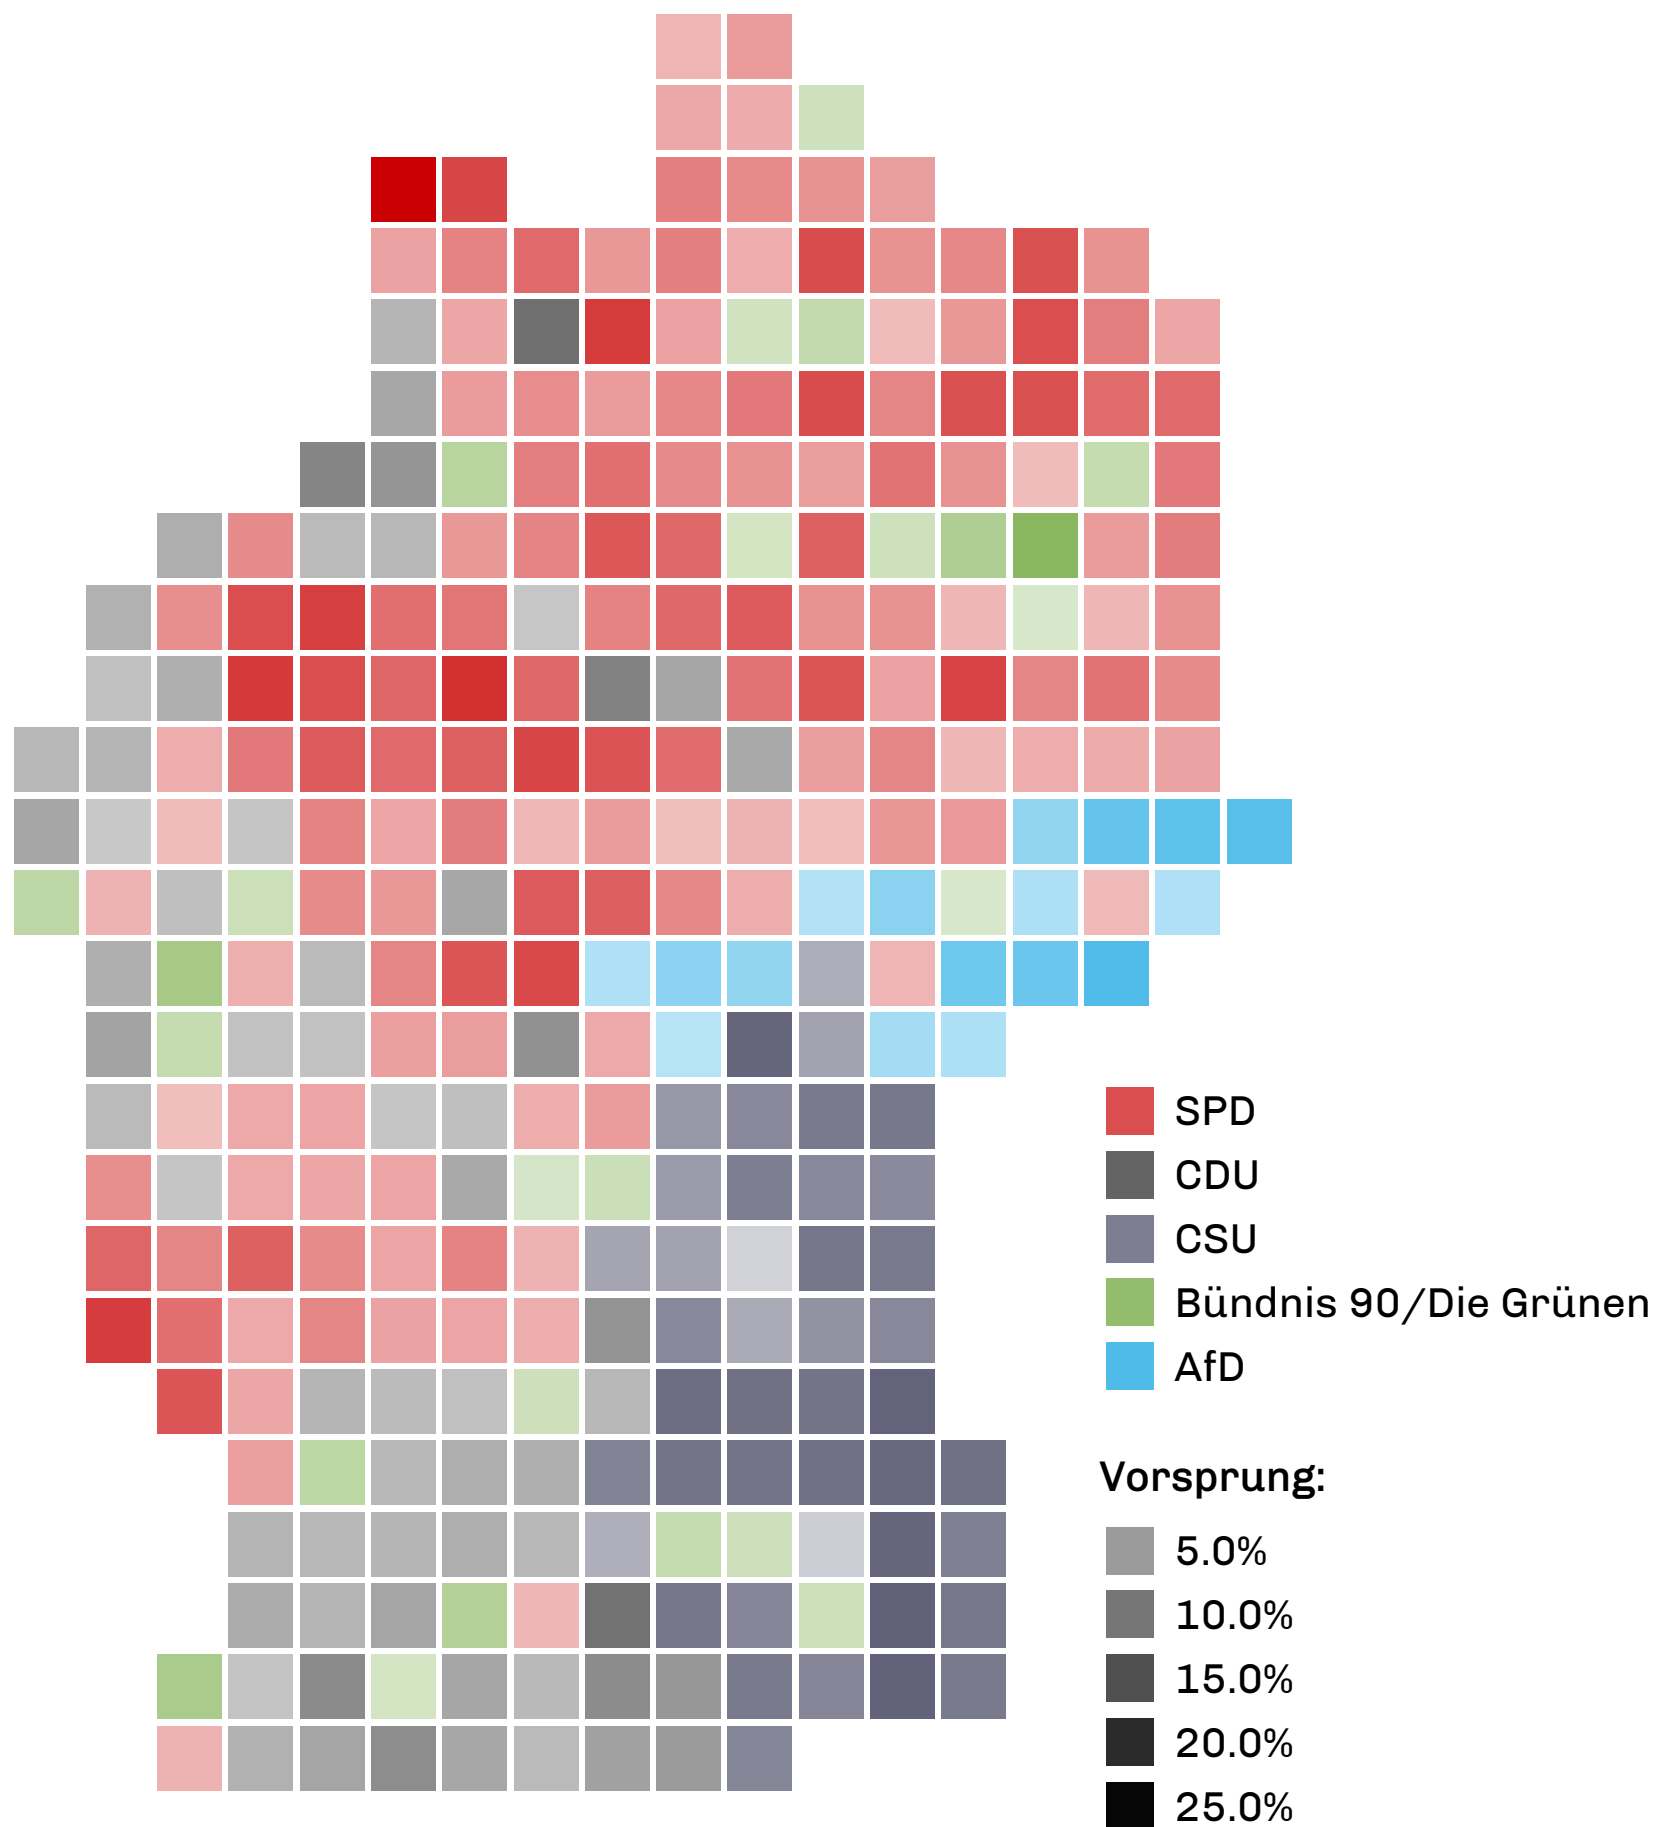 SPD
CDU
CSU
Bündnis 90/Die Grünen
AfD
Vorsprung:
5.0%
10.0%
15.0%
20.0%
25.0%